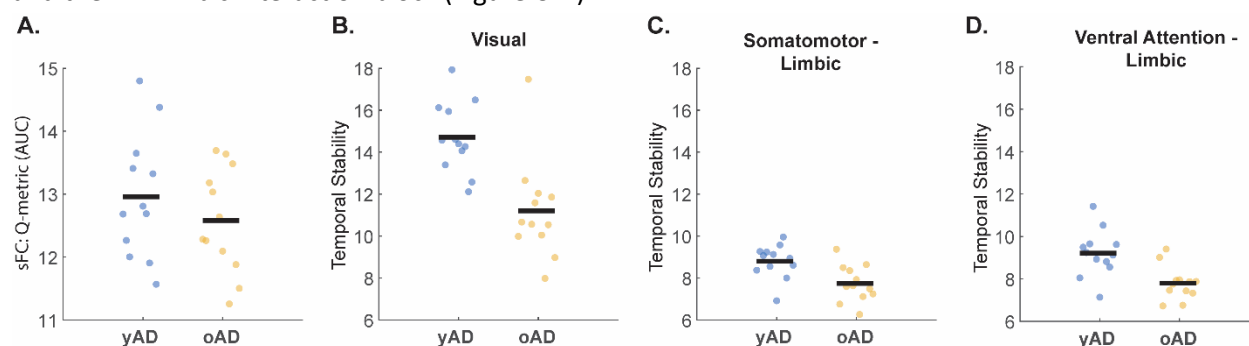 A.
B.
C.
D.
Visual
Somatomotor -
Limbic
Ventral Attention -
Limbic
sFC: Q-metric (AUC)
15
14
13
12
11
yAD
oAD
Temporal Stability
18
16
14
12
10
8
6
yAD
oAD
Temporal Stability
18
16
14
12
10
8
6
yAD
oAD
Temporal Stability
18
16
14
12
10
8
6
yAD
oAD